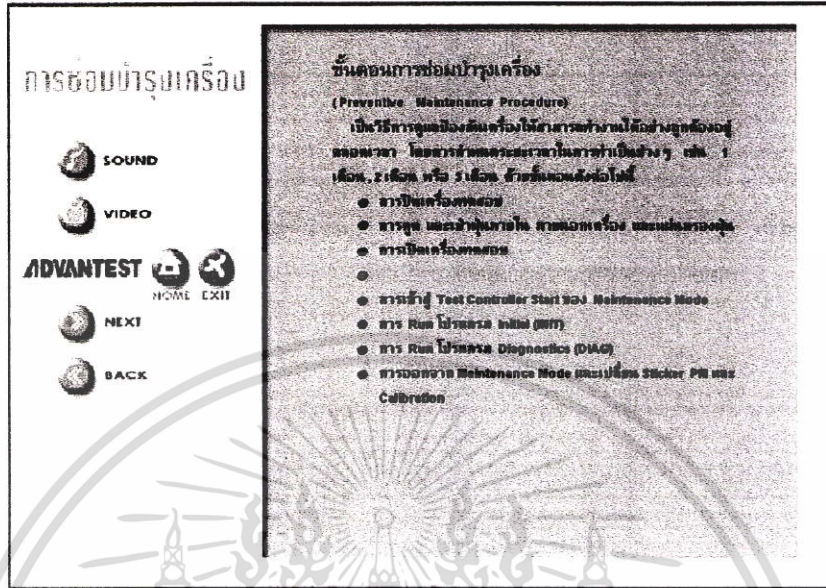 การซ่อมบำรุงเครื่อง
SOUND
VIDEO
ADVANTEST
HOME EXIT
NEXT
BACK
ขั้นตอนการซ่อมบำรุงเครื่อง
(Preventive Maintenance Procedure)
เป็นวิธีการดูแลป้องกันเครื่องให้สามารถทำงานได้อย่างถูกต้องอยู่
ตลอดเวลา โดยการกำหนดระยะเวลาในการทำเป็นช่วงๆ เช่น 1
เดือน, 2 เดือน หรือ 3 เดือน ด้วยขั้นตอนดังต่อไปนี้
การปิดเครื่องทดสอบ
การดูด และเป่าฝุ่นภายใน ภายนอกเครื่อง และแผ่นกรองฝุ่น
การเปิดเครื่องทดสอบ
การเข้าสู่ Test Controller Start ของ Maintenance Mode
การ Run โปรแกรม Initial (INIT)
การ Run โปรแกรม Diagnostics (DIAG)
การออกจาก Maintenance Mode และเปลี่ยน Sticker PM และ
Calibration